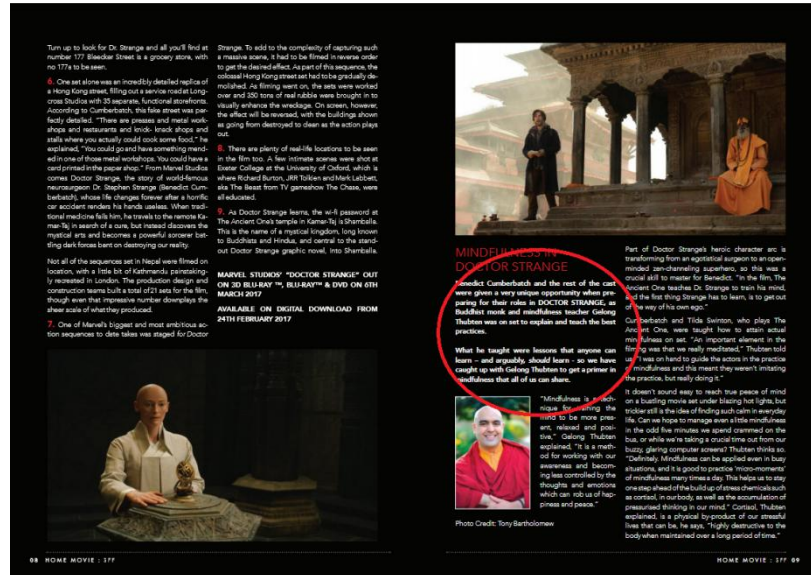 Turn up to look for Dr. Strange and all you'll find at
number 177 Bleecker Street is a grocery store, with
no 177a to be seen.
6. One set alone was an incredibly detailed replica of
a Hong Kong street, filling out a service road at Long-
cross Studios with 35 separate, functional storefronts.
According to Cumberbatch, this fake street was per-
fectly detailed. "There are presses and metal work-
shops and restaurants and knick- knack shops and
stalls where you actually could cook some food," he
explained, "You could go and have something mend-
ed in one of those metal workshops. You could have a
card printed in the paper shop." From Marvel Studios
comes Doctor Strange, the story of world-famous
neurosurgeon Dr. Stephen Strange (Benedict Cum-
berbatch), whose life changes forever after a horrific
car accident renders his hands useless. When tradi-
tional medicine fails him, he travels to the remote Ka-
mar-Taj in search of a cure, but instead discovers the
mystical arts and becomes a powerful sorcerer bat-
tling dark forces bent on destroying our reality.
Not all of the sequences set in Nepal were filmed on
location, with a little bit of Kathmandu painstaking-
ly recreated in London. The production design and
construction teams built a total of 21 sets for the film,
though even that impressive number downplays the
sheer scale of what they produced.
7. One of Marvel's biggest and most ambitious ac-
tion sequences to date takes was staged for Doctor
Strange. To add to the complexity of capturing such
a massive scene, it had to be filmed in reverse order
to get the desired effect. As part of this sequence, the
colossal Hong Kong street set had to be gradually de-
molished. As filming went on, the sets were worked
over and 350 tons of real rubble were brought in to
visually enhance the wreckage. On screen, however,
the effect will be reversed, with the buildings shown
as going from destroyed to clean as the action plays
out.
8. There are plenty of real-life locations to be seen
in the film too. A few intimate scenes were shot at
Exeter College at the University of Oxford, which is
where Richard Burton, JRR Tolkien and Mark Labbett,
aka The Beast from TV gameshow The Chase, were
all educated.
9. As Doctor Strange learns, the wi-fi password at
The Ancient One's temple in Kamar-Taj is Shamballa.
This is the name of a mystical kingdom, long known
to Buddhists and Hindus, and central to the stand-
out Doctor Strange graphic novel, Into Shamballa.
MARVEL STUDIOS' "DOCTOR STRANGE" OUT
ON 3D BLU-RAY ™, BLU-RAY™ & DVD ON 6TH
MARCH 2017
AVAILABLE ON DIGITAL DOWNLOAD FROM
24TH FEBRUARY 2017
08 HOME MOVIE : SFF
MINDFULNESS IN
DOCTOR STRANGE
Benedict Cumberbatch and the rest of the cast
were given a very unique opportunity when pre-
paring for their roles in DOCTOR STRANGE, as
Buddhist monk and mindfulness teacher Gelong
Thubten was on set to explain and teach the best
practices.
What he taught were lessons that anyone can
learn – and arguably, should learn - so we have
caught up with Gelong Thubten to get a primer in
mindfulness that all of us can share.
"Mindfulness is a tech-
nique for training the
mind to be more pres-
ent, relaxed and posi-
tive," Gelong Thubten
explained, "It is a meth-
od for working with our
awareness and becom-
ing less controlled by the
thoughts and emotions
which can rob us of hap-
piness and peace."
Photo Credit: Tony Bartholomew
Part of Doctor Strange's heroic character arc is
transforming from an egotistical surgeon to an open-
minded zen-channeling superhero, so this was a
crucial skill to master for Benedict. "In the film, The
Ancient One teaches Dr. Strange to train his mind,
and the first thing Strange has to learn, is to get out
of the way of his own ego."
Cumberbatch and Tilda Swinton, who plays The
Ancient One, were taught how to attain actual
mindfulness on set. "An important element in the
filming was that we really meditated," Thubten told
us. "I was on hand to guide the actors in the practice
of mindfulness and this meant they weren't imitating
the practice, but really doing it."
It doesn't sound easy to reach true peace of mind
on a bustling movie set under blazing hot lights, but
trickier still is the idea of finding such calm in everyday
life. Can we hope to manage even a little mindfulness
in the odd five minutes we spend crammed on the
bus, or while we're taking a crucial time out from our
buzzy, glaring computer screens? Thubten thinks so.
"Definitely. Mindfulness can be applied even in busy
situations, and it is good to practice 'micro-moments'
of mindfulness many times a day. This helps us to stay
one step ahead of the build up of stress chemicals such
as cortisol, in our body, as well as the accumulation of
pressurised thinking in our mind." Cortisol, Thubten
explained, is a physical by-product of our stressful
lives that can be, he says, "highly destructive to the
body when maintained over a long period of time."
HOME MOVIE : SFF 09